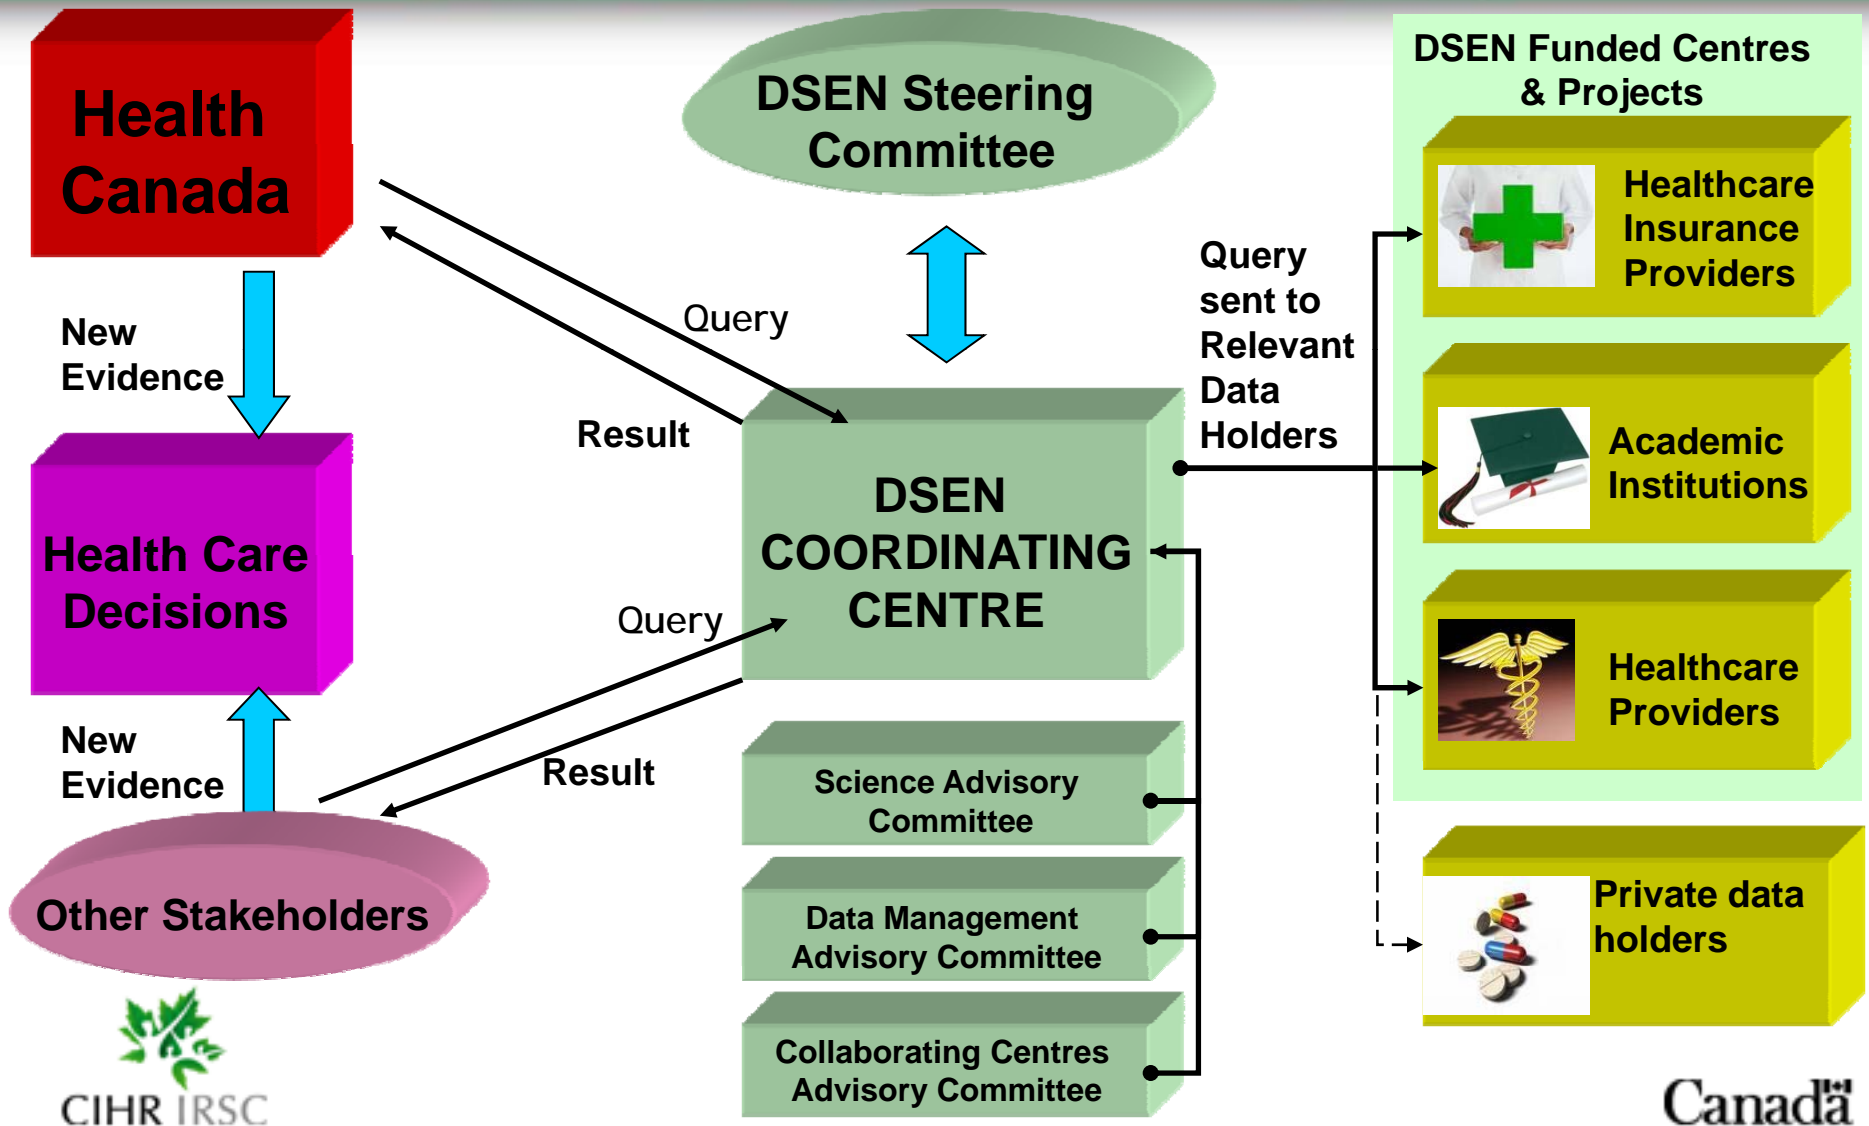 Health
Canada
DSEN Steering
Committee
DSEN Funded Centres
& Projects
Healthcare
Insurance
Providers
Query
sent to
Relevant
Data
Holders
New
Evidence
Query
Result
Academic
Institutions
Health Care
Decisions
DSEN
COORDINATING
CENTRE
Query
Result
Healthcare
Providers
New
Evidence
Science Advisory
Committee
Other Stakeholders
Data Management
Advisory Committee
Private data
holders
Collaborating Centres
Advisory Committee
CIHR IRSC
Canada